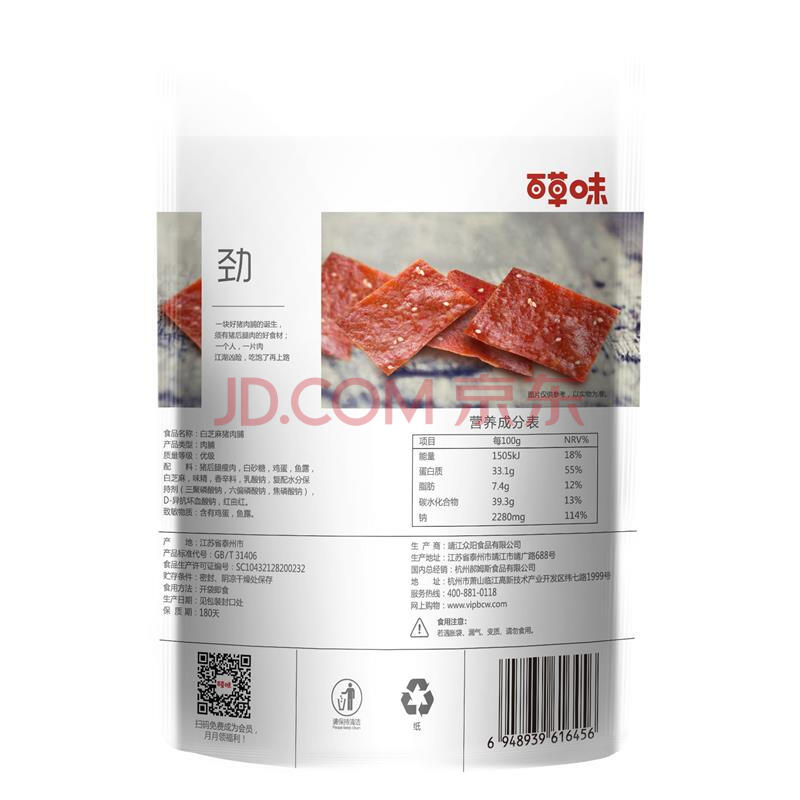 百草味
劲
一块好猪肉脯的诞生，
须有猪后腿肉的好食材；
一个人，一片肉
江湖凶险，吃饱了再上路
图片仅供参考，以实物为准。
JD.COM 京东
食品名称：白芝麻猪肉脯
产品类型：肉脯
质量等级：优级
配 料：猪后腿瘦肉，白砂糖，鸡蛋，鱼露，
白芝麻，味精，香辛料，乳酸钠，复配水分保
持剂（三聚磷酸钠，六偏磷酸钠，焦磷酸钠），
D-异抗坏血酸钠，红曲红。
致敏物质：含有鸡蛋，鱼露。
营养成分表
项目 每100g NRV%
能量 1505kJ 18%
蛋白质 33.1g 55%
脂肪 7.4g 12%
碳水化合物 39.3g 13%
钠 2280mg 114%
产 地：江苏省泰州市
产品标准代号：GB/T 31406
食品生产许可证编号：SC10432128200232
贮存条件：密封、阴凉干燥处保存
食用方法：开袋即食
生产日期：见包装封口处
保 质 期：180天
生 产 商：靖江众阳食品有限公司
生产地址：江苏省泰州市靖江市靖广路688号
国内总经销：杭州郝姆斯食品有限公司
地 址：杭州市萧山临江高新技术产业开发区纬七路1999号
服务热线：400-881-0118
网上购物：www.vipbcw.com
食用注意：
若遇胀袋、漏气、变质，请勿食用。
百草味
扫码免费成为会员，
月月领福利！
请保持清洁
Please keep clean
纸
6 948939 616456